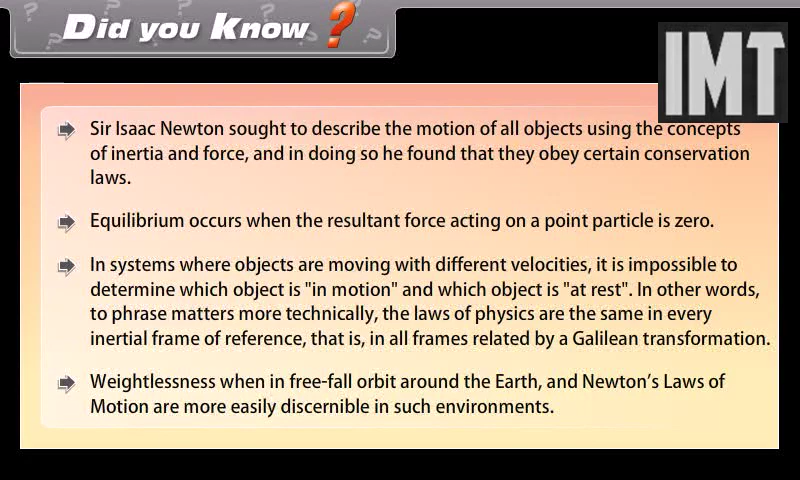 Did you Know ?
IMT
Sir Isaac Newton sought to describe the motion of all objects using the concepts
of inertia and force, and in doing so he found that they obey certain conservation
laws.
Equilibrium occurs when the resultant force acting on a point particle is zero.
In systems where objects are moving with different velocities, it is impossible to
determine which object is "in motion" and which object is "at rest". In other words,
to phrase matters more technically, the laws of physics are the same in every
inertial frame of reference, that is, in all frames related by a Galilean transformation.
Weightlessness when in free-fall orbit around the Earth, and Newton’s Laws of
Motion are more easily discernible in such environments.